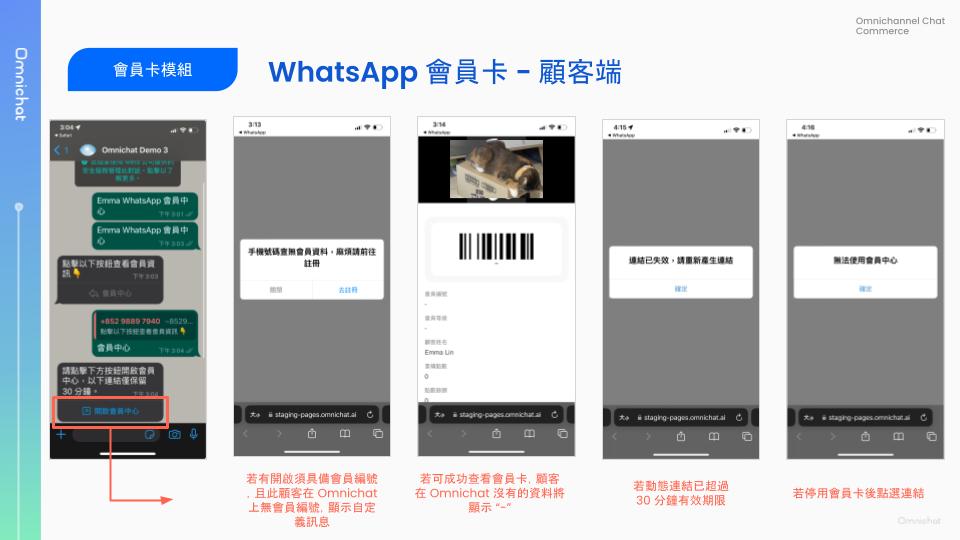 Omnichannel Chat
Commerce
Omnichat
會員卡模組
WhatsApp 會員卡 - 顧客端
3:04
Safari
1
Omnichat Demo 3
Emma WhatsApp 會員中
心
下午 3:01
Emma WhatsApp 會員中
心
下午 3:03
點擊以下按鈕查看會員資
訊👇
下午 3:03
會員中心
+852 9889 7940 ~8529...
點擊以下按鈕查看會員資訊👇
會員中心
下午 3:04
請點擊下方按鈕開啟會員
中心，以下連結僅保留
30 分鐘。
開啟會員中心
3:13
WhatsApp
手機號碼查無會員資料，麻煩請前往
註冊
關閉
去註冊
大小
staging-pages.omnichat.ai
若有開啟須具備會員編號
, 且此顧客在 Omnichat
上無會員編號, 顯示自定
義訊息
3:14
WhatsApp
-
會員編號
-
會員等級
-
顧客姓名
Emma Lin
0
0
大小
staging-pages.omnichat.ai
若可成功查看會員卡, 顧客
在 Omnichat 沒有的資料將
顯示 “-”
4:15
WhatsApp
連結已失效，請重新產生連結
確定
大小
staging-pages.omnichat.ai
若動態連結已超過
30 分鐘有效期限
4:16
WhatsApp
無法使用會員中心
確定
大小
staging-pages.omnichat.ai
若停用會員卡後點選連結
Omnichat